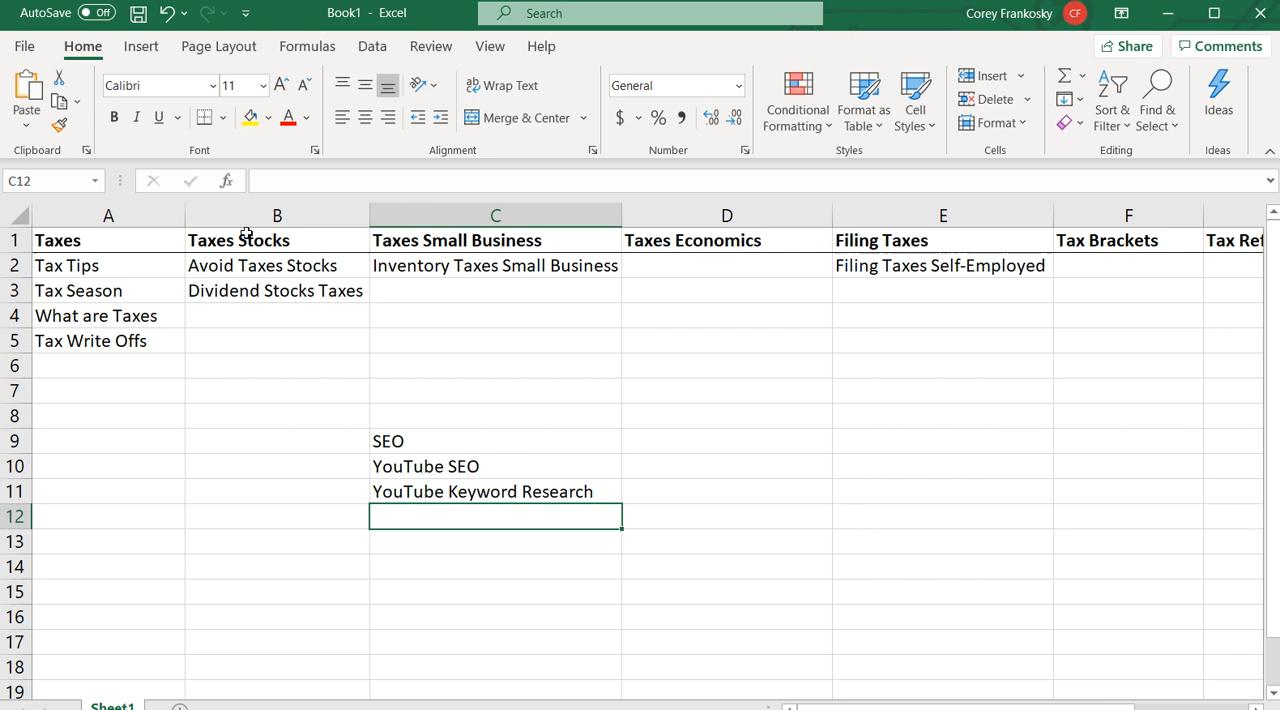 AutoSave Off Book1 - Excel Search Corey Frankosky CF
File Home Insert Page Layout Formulas Data Review View Help Share Comments
Paste Calibri 11 Wrap Text General Conditional Formatting Format as Table Cell Styles Insert Sort & Filter Find & Select Ideas
B I U A Merge & Center $ % Delete
Format
Clipboard Font Alignment Number Styles Cells Editing Ideas
C12 fx
A B C D E F
1 Taxes Taxes Stocks Taxes Small Business Taxes Economics Filing Taxes Tax Brackets Tax Ref
2 Tax Tips Avoid Taxes Stocks Inventory Taxes Small Business Filing Taxes Self-Employed
3 Tax Season Dividend Stocks Taxes
4 What are Taxes
5 Tax Write Offs
6
7
8
9 SEO
10 YouTube SEO
11 YouTube Keyword Research
12
13
14
15
16
17
18
19
Sheet1